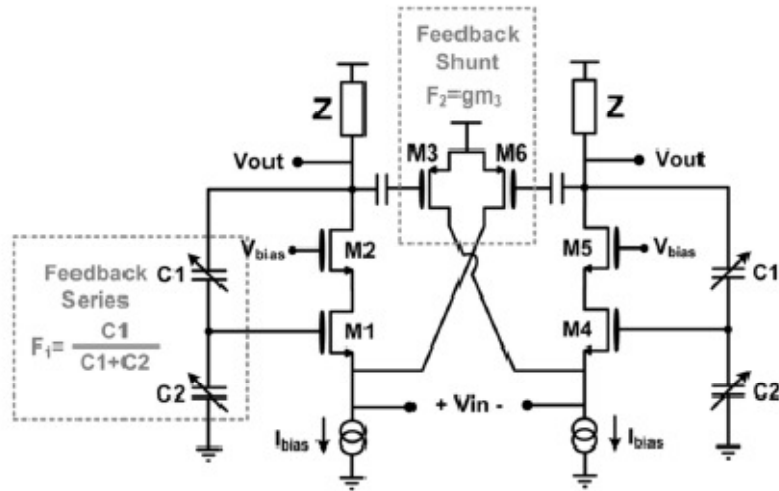 Feedback
Shunt
F₂=gm₃
Z
Z
M3
M6
Vout
Vout
Vbias
M2
M5
Vbias
Feedback
Series
F₁= C1
C1+C2
C1
C1
M1
M4
C2
C2
+ Vin -
Ibias
Ibias